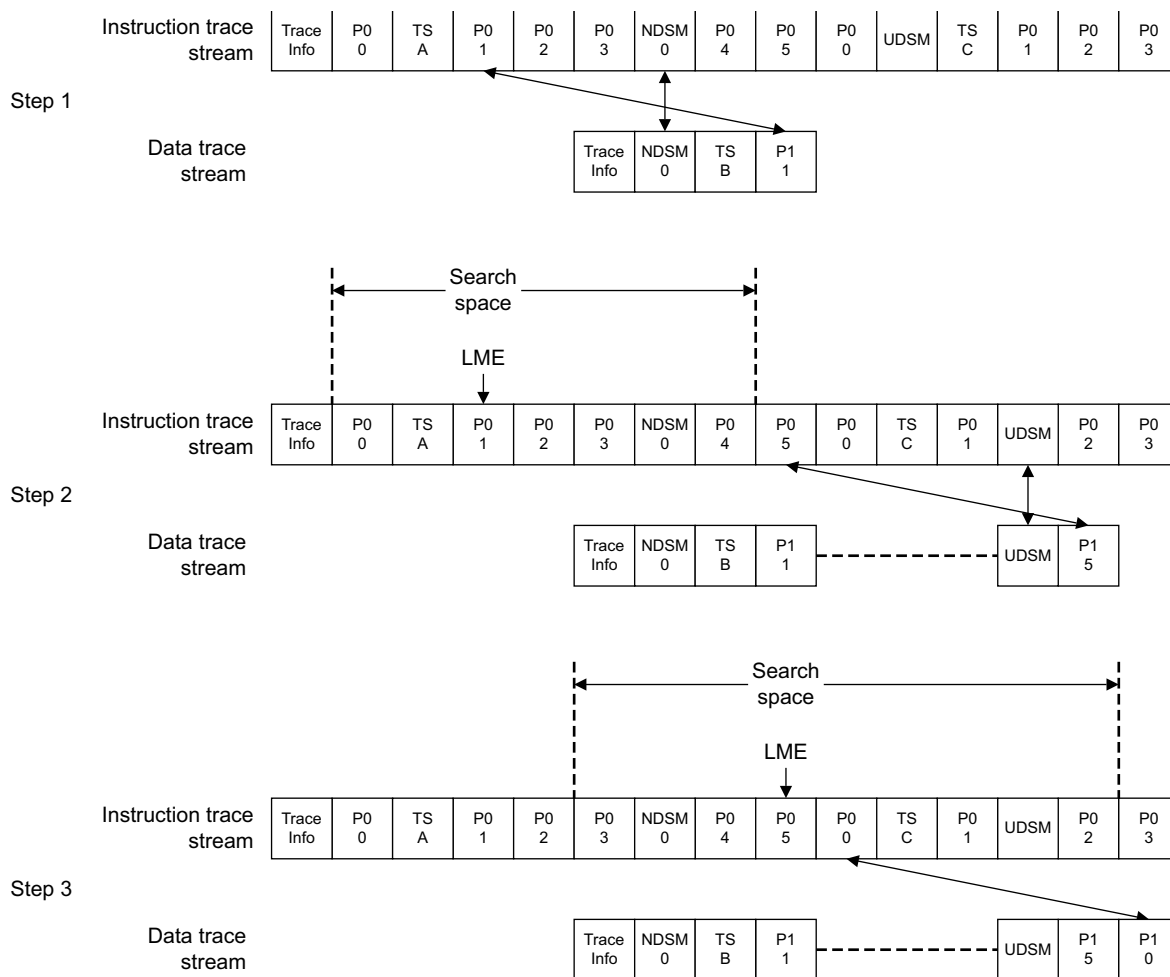 Instruction trace stream
Trace Info P0 0 TS A P0 1 P0 2 P0 3 NDSM 0 P0 4 P0 5 P0 0 UDSM TS C P0 1 P0 2 P0 3
Step 1
Data trace stream
Trace Info NDSM 0 TS B P1 1
Search space
LME
Instruction trace stream
Trace Info P0 0 TS A P0 1 P0 2 P0 3 NDSM 0 P0 4 P0 5 P0 0 TS C P0 1 UDSM P0 2 P0 3
Step 2
Data trace stream
Trace Info NDSM 0 TS B P1 1 UDSM P1 5
Search space
LME
Instruction trace stream
Trace Info P0 0 TS A P0 1 P0 2 P0 3 NDSM 0 P0 4 P0 5 P0 0 TS C P0 1 UDSM P0 2 P0 3
Step 3
Data trace stream
Trace Info NDSM 0 TS B P1 1 UDSM P1 5 P1 0